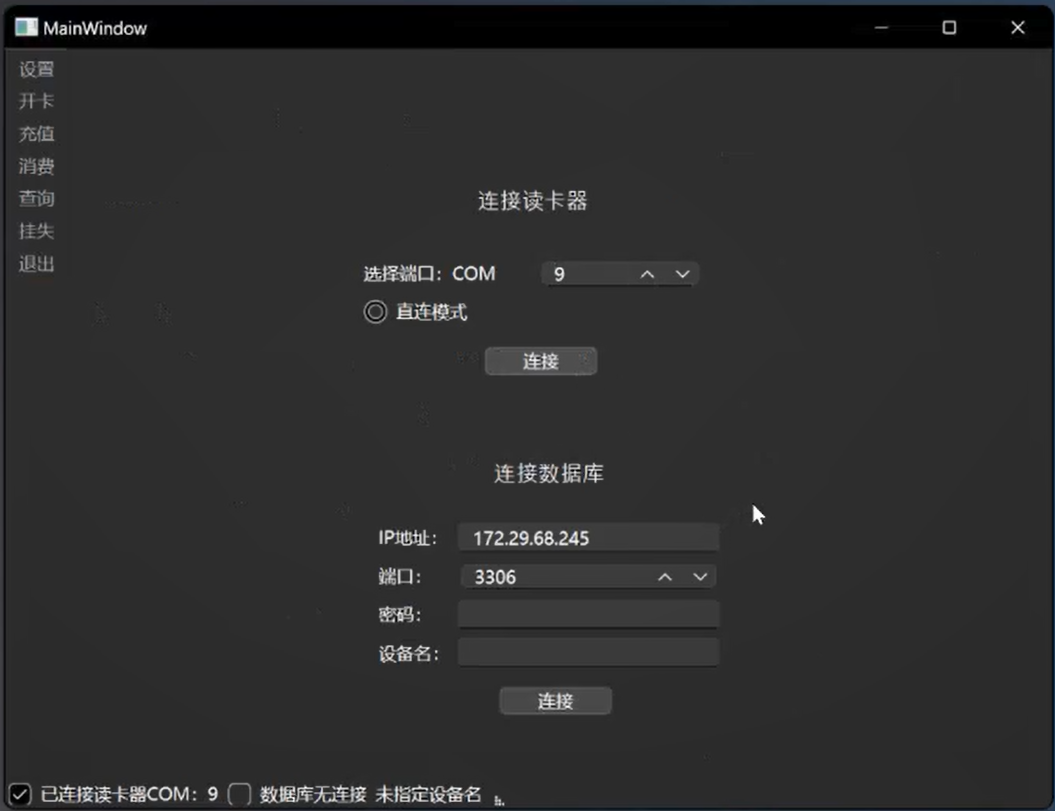 MainWindow
设置
开卡
充值
消费
查询
挂失
退出
连接读卡器
选择端口：COM 9
直连模式
连接
连接数据库
IP地址： 172.29.68.245
端口： 3306
密码：
设备名：
连接
已连接读卡器COM：9 数据库无连接 未指定设备名